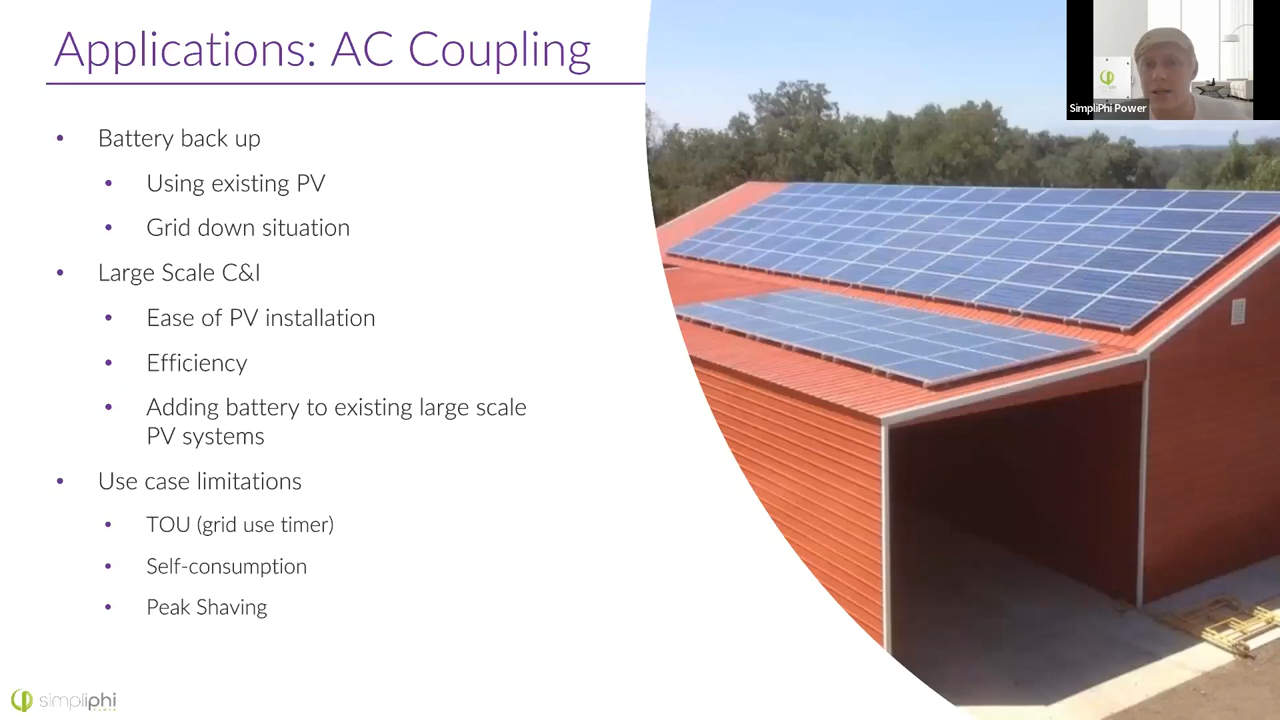 Applications: AC Coupling
SimpliPhi Power
• Battery back up
• Using existing PV
• Grid down situation
• Large Scale C&I
• Ease of PV installation
• Efficiency
• Adding battery to existing large scale
PV systems
• Use case limitations
• TOU (grid use timer)
• Self-consumption
• Peak Shaving
simpliphi
POWER